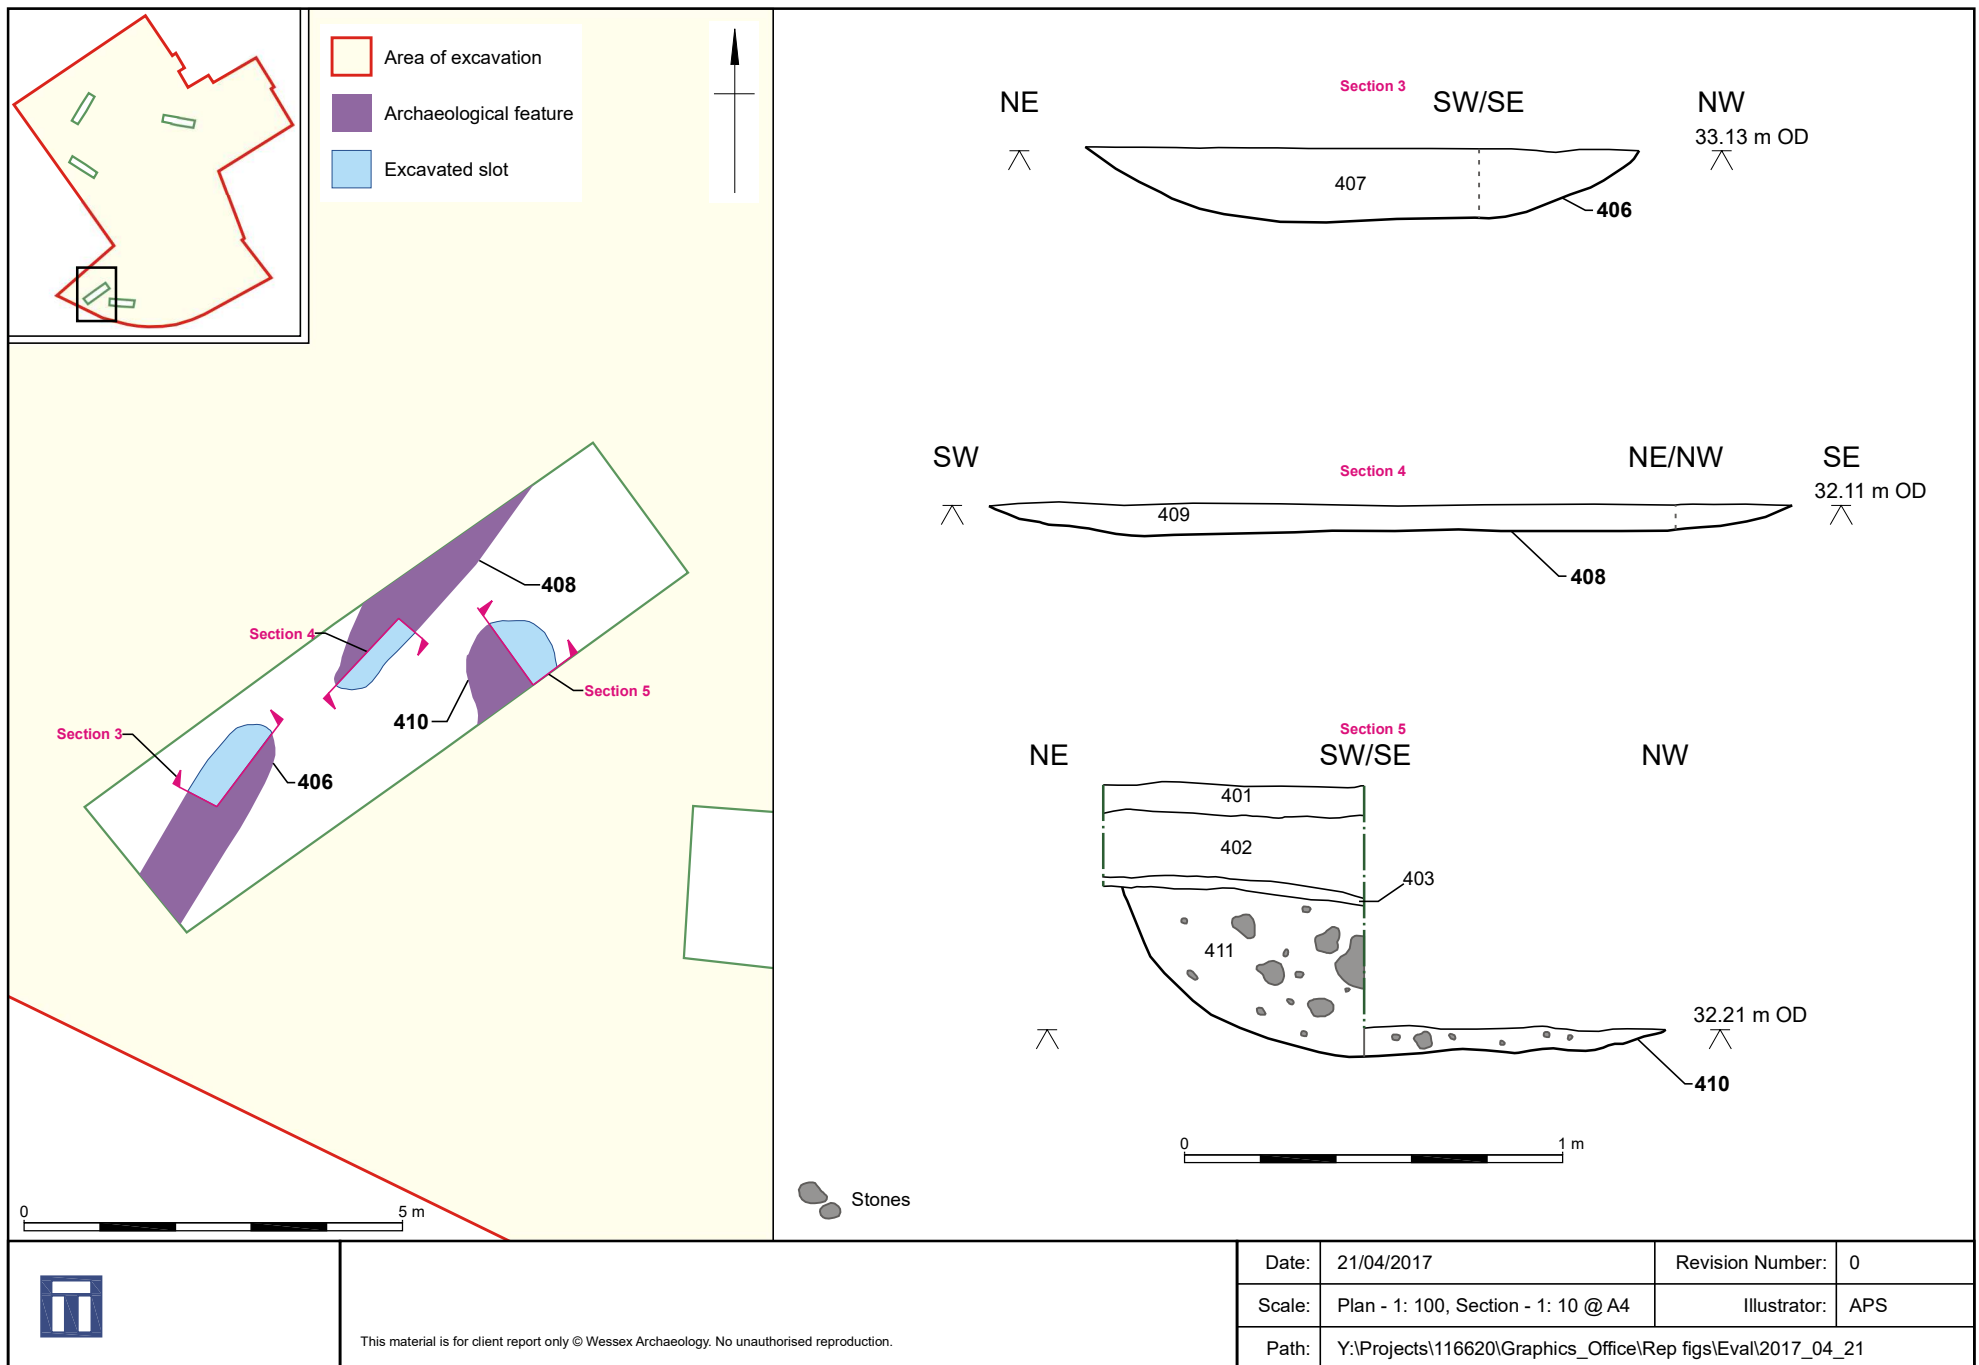 Area of excavation
Archaeological feature
Excavated slot
408
Section 4
Section 5
410
Section 3
406
0 5 m
Section 3
NE SW/SE NW
33.13 m OD
407
406
Section 4
SW NE/NW SE
32.11 m OD
409
408
Section 5
NE SW/SE NW
401
402
403
411
32.21 m OD
410
0 1 m
Stones
This material is for client report only © Wessex Archaeology. No unauthorised reproduction.
Date: 21/04/2017 Revision Number: 0
Scale: Plan - 1: 100, Section - 1: 10 @ A4 Illustrator: APS
Path: Y:\Projects\116620\Graphics_Office\Rep figs\Eval\2017_04_21